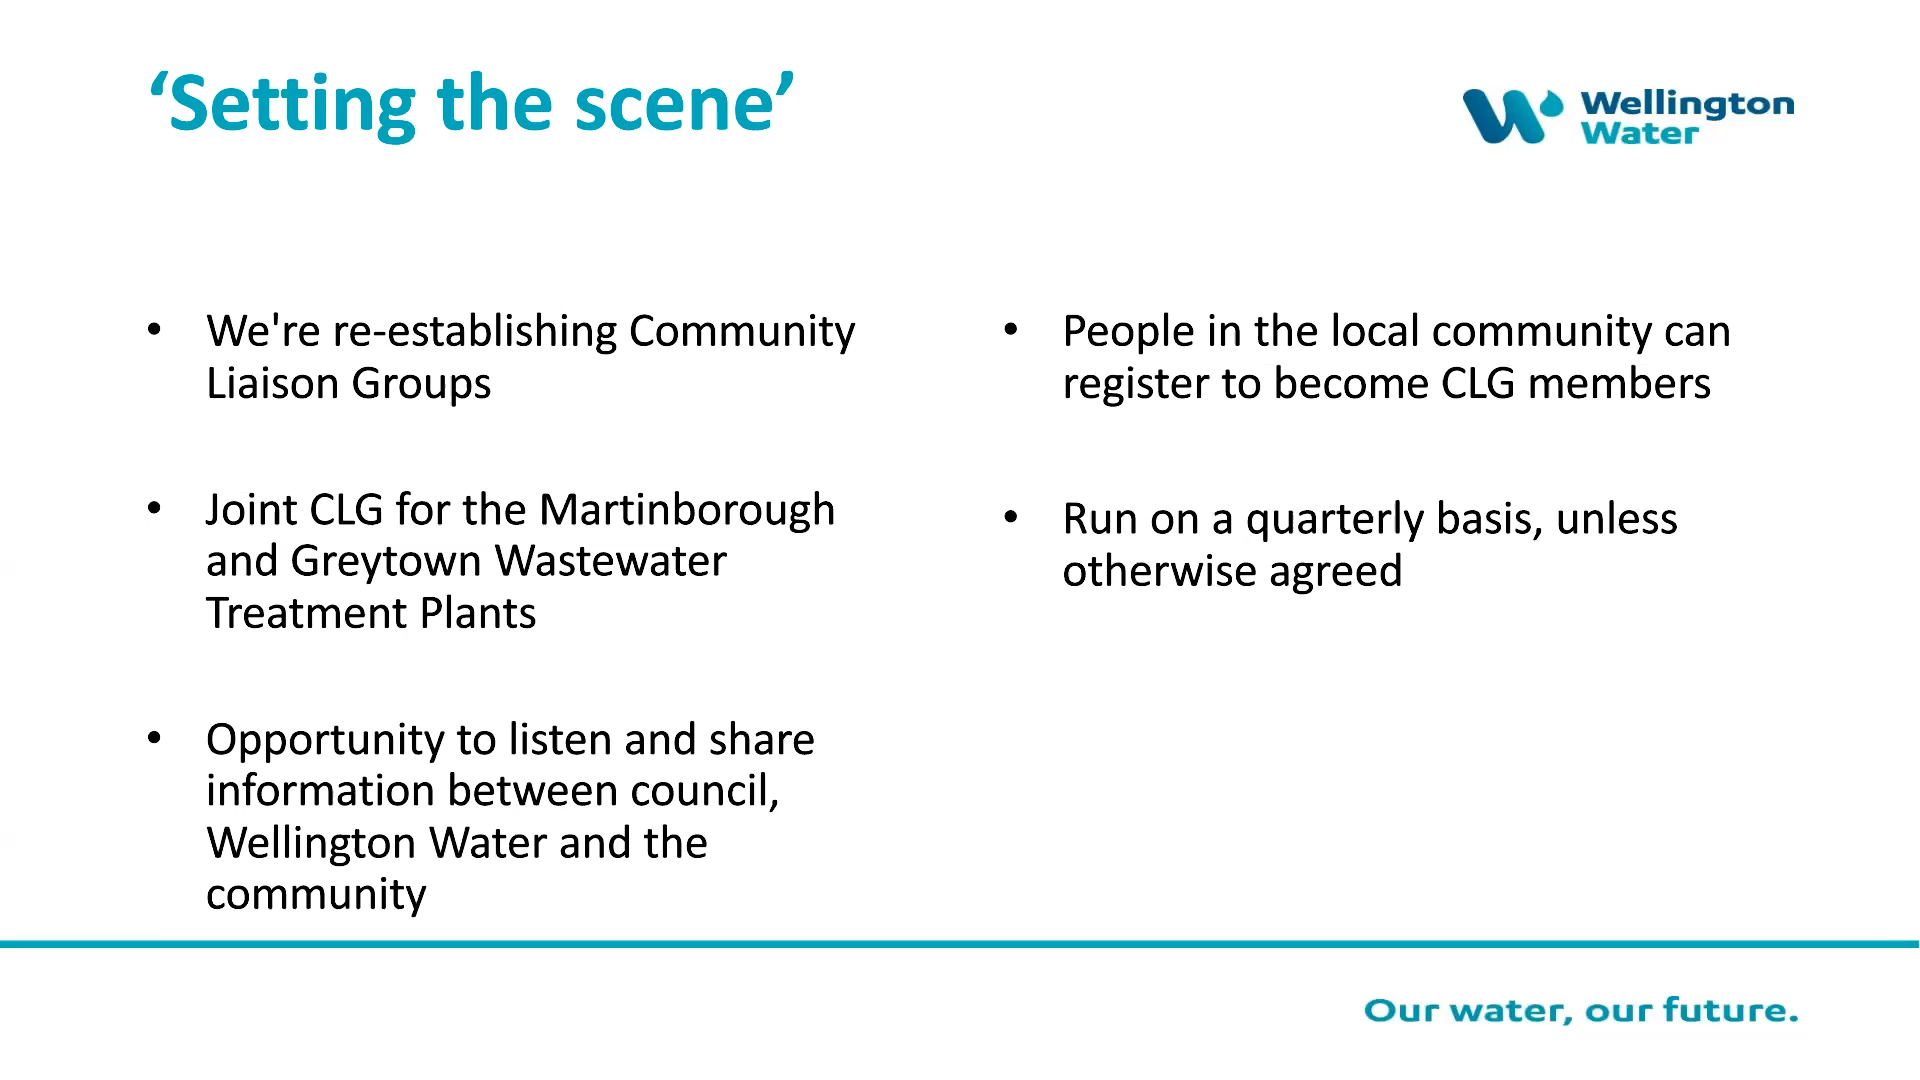 ‘Setting the scene’
Wellington
Water
• We're re-establishing Community
Liaison Groups
• Joint CLG for the Martinborough
and Greytown Wastewater
Treatment Plants
• Opportunity to listen and share
information between council,
Wellington Water and the
community
• People in the local community can
register to become CLG members
• Run on a quarterly basis, unless
otherwise agreed
Our water, our future.